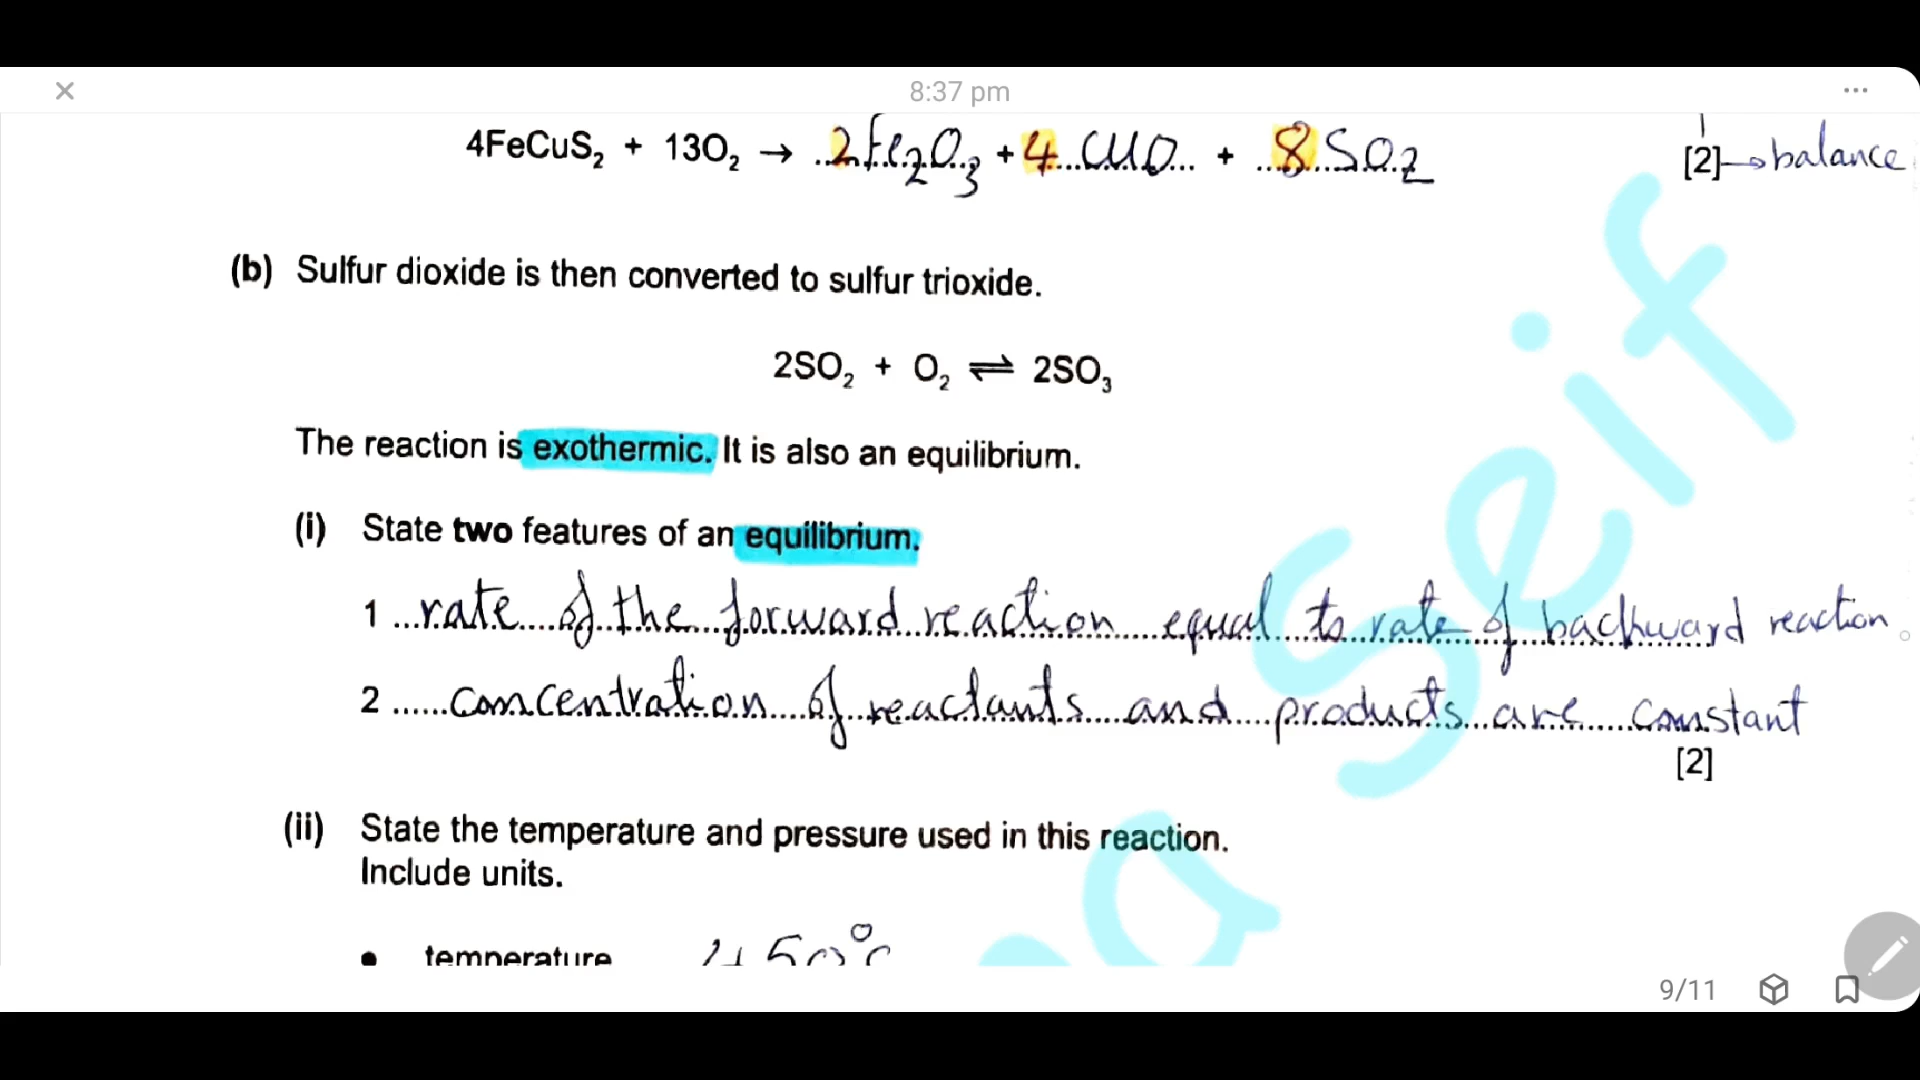 8:37 pm
4FeCuS₂ + 13O₂ → 2Fe₂O₃ + 4 CuO + 8SO₂ [2]→balance
(b) Sulfur dioxide is then converted to sulfur trioxide.
2SO₂ + O₂ ⇌ 2SO₃
The reaction is exothermic. It is also an equilibrium.
(i) State two features of an equilibrium.
1 rate of the forward reaction equal to rate of backward reaction
2 concentration of reactants and products are constant
[2]
(ii) State the temperature and pressure used in this reaction.
Include units.
• temperature 450°C
9/11
seif